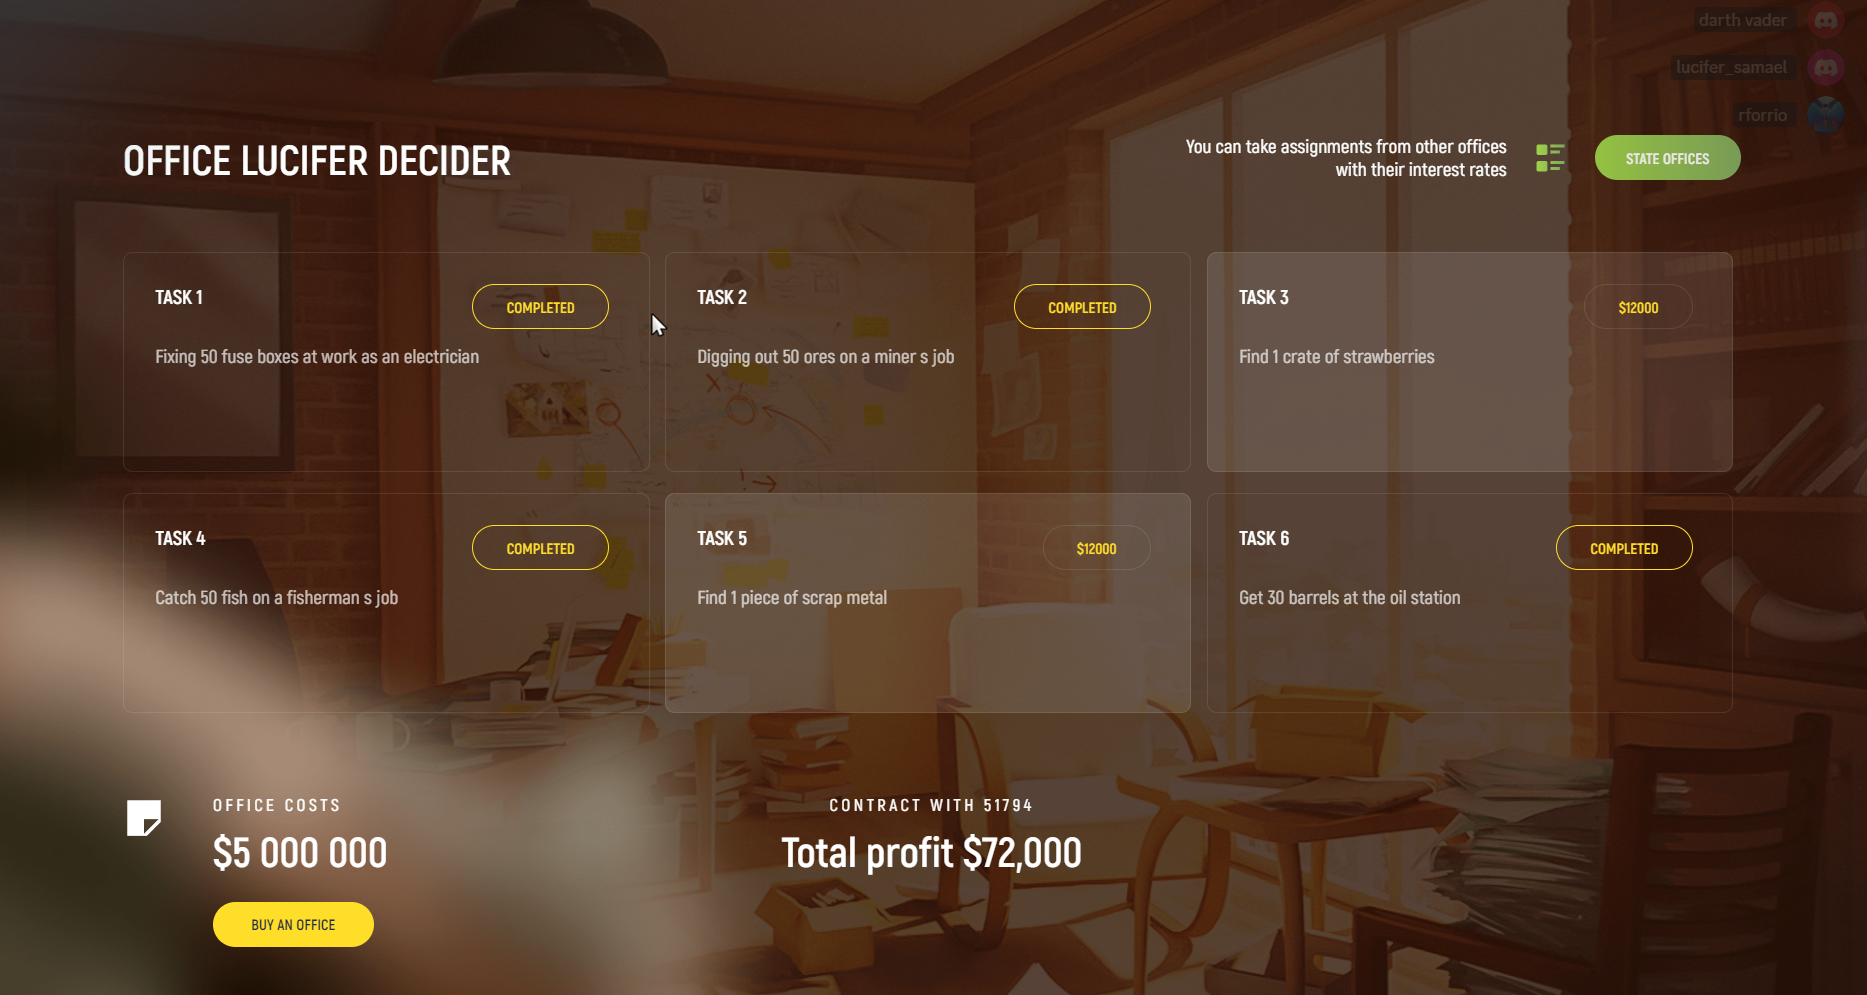 darth vader
lucifer_samael
rforrio
OFFICE LUCIFER DECIDER
You can take assignments from other offices
with their interest rates
STATE OFFICES
TASK 1
COMPLETED
Fixing 50 fuse boxes at work as an electrician
TASK 2
COMPLETED
Digging out 50 ores on a miner s job
TASK 3
$12000
Find 1 crate of strawberries
TASK 4
COMPLETED
Catch 50 fish on a fisherman s job
TASK 5
$12000
Find 1 piece of scrap metal
TASK 6
COMPLETED
Get 30 barrels at the oil station
OFFICE COSTS
$5 000 000
BUY AN OFFICE
CONTRACT WITH 51794
Total profit $72,000